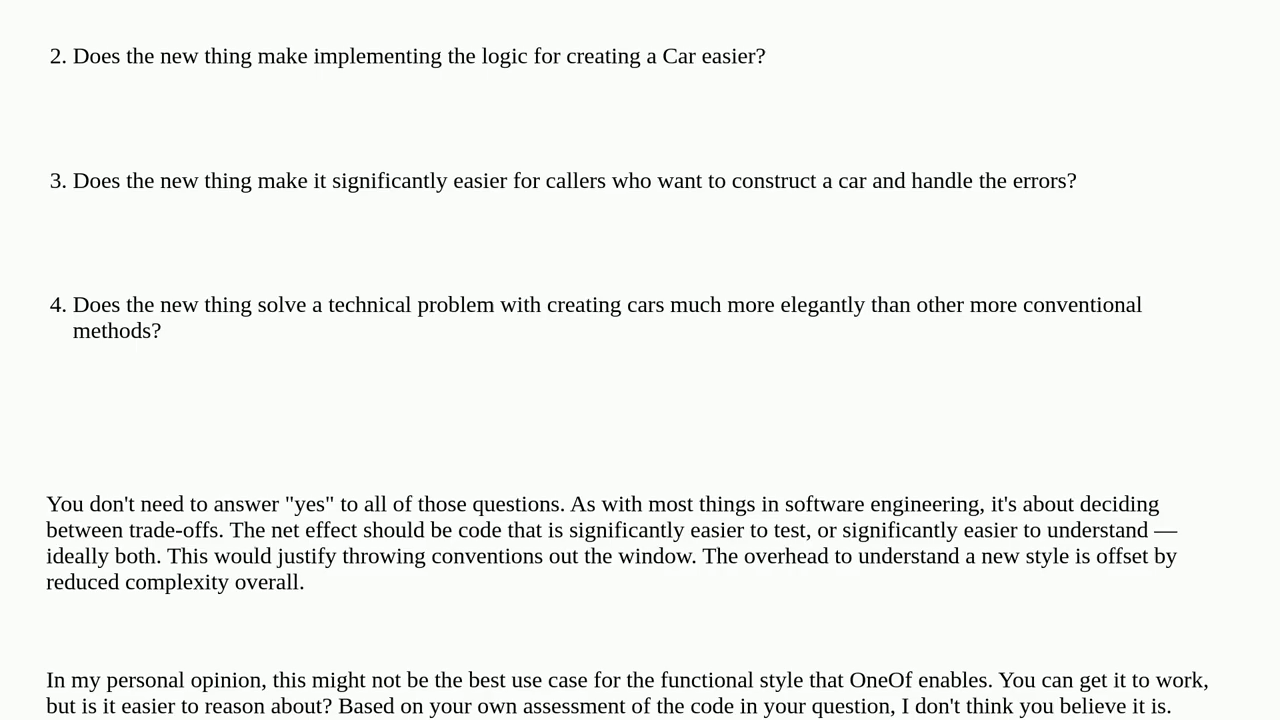 2. Does the new thing make implementing the logic for creating a Car easier?
3. Does the new thing make it significantly easier for callers who want to construct a car and handle the errors?
4. Does the new thing solve a technical problem with creating cars much more elegantly than other more conventional
methods?
You don't need to answer "yes" to all of those questions. As with most things in software engineering, it's about deciding
between trade-offs. The net effect should be code that is significantly easier to test, or significantly easier to understand —
ideally both. This would justify throwing conventions out the window. The overhead to understand a new style is offset by
reduced complexity overall.
In my personal opinion, this might not be the best use case for the functional style that OneOf enables. You can get it to work,
but is it easier to reason about? Based on your own assessment of the code in your question, I don't think you believe it is.